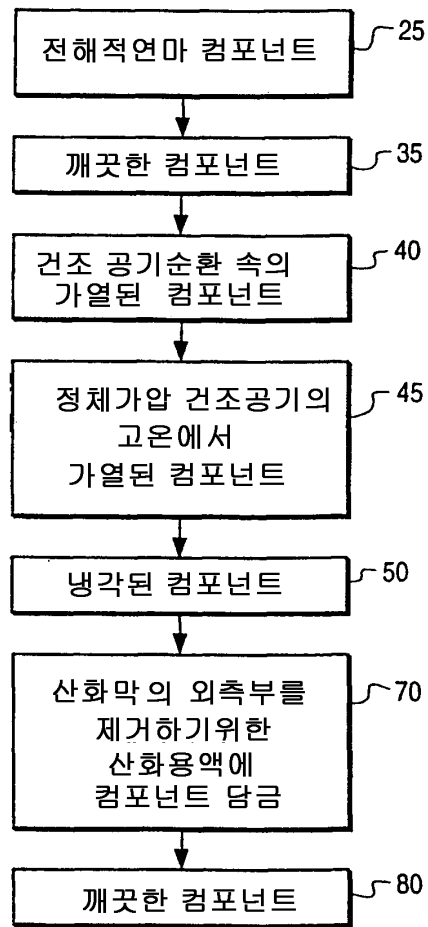 전해적연마 컴포넌트
25
깨끗한 컴포넌트
35
건조 공기순환 속의
가열된 컴포넌트
40
정체가압 건조공기의
고온에서
가열된 컴포넌트
45
냉각된 컴포넌트
50
산화막의 외측부를
제거하기위한
산화용액에
컴포넌트 담금
70
깨끗한 컴포넌트
80